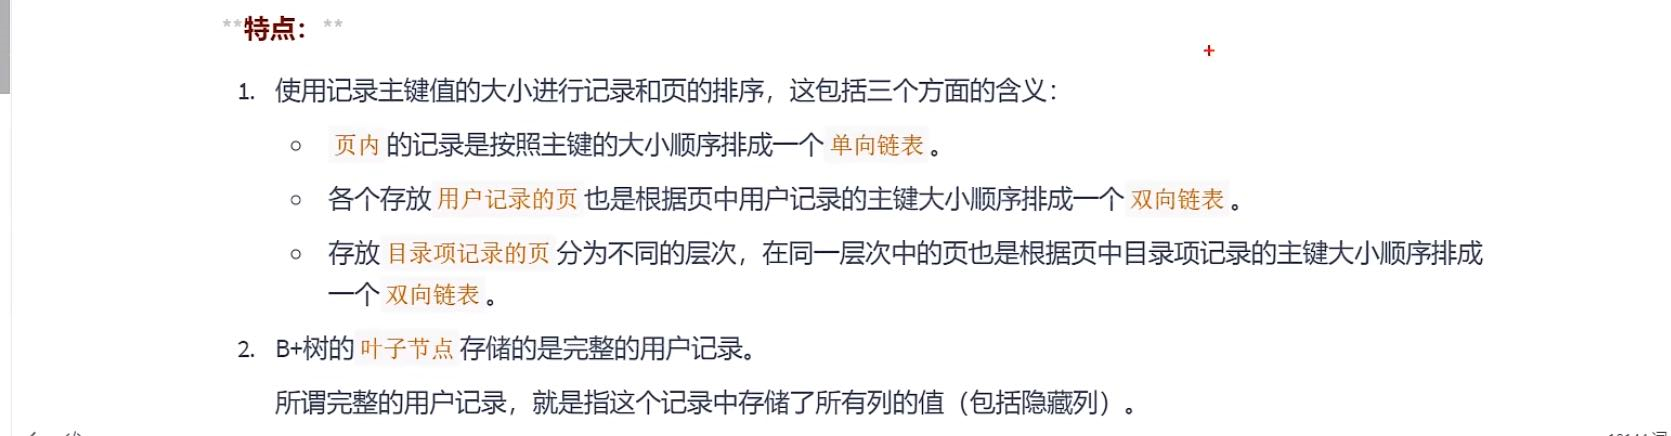 **特点：**
1. 使用记录主键值的大小进行记录和页的排序，这包括三个方面的含义：
页内 的记录是按照主键的大小顺序排成一个 单向链表 。
各个存放 用户记录的页 也是根据页中用户记录的主键大小顺序排成一个 双向链表 。
存放 目录项记录的页 分为不同的层次，在同一层次中的页也是根据页中目录项记录的主键大小顺序排成
一个 双向链表 。
2. B+树的 叶子节点 存储的是完整的用户记录。
所谓完整的用户记录，就是指这个记录中存储了所有列的值（包括隐藏列）。